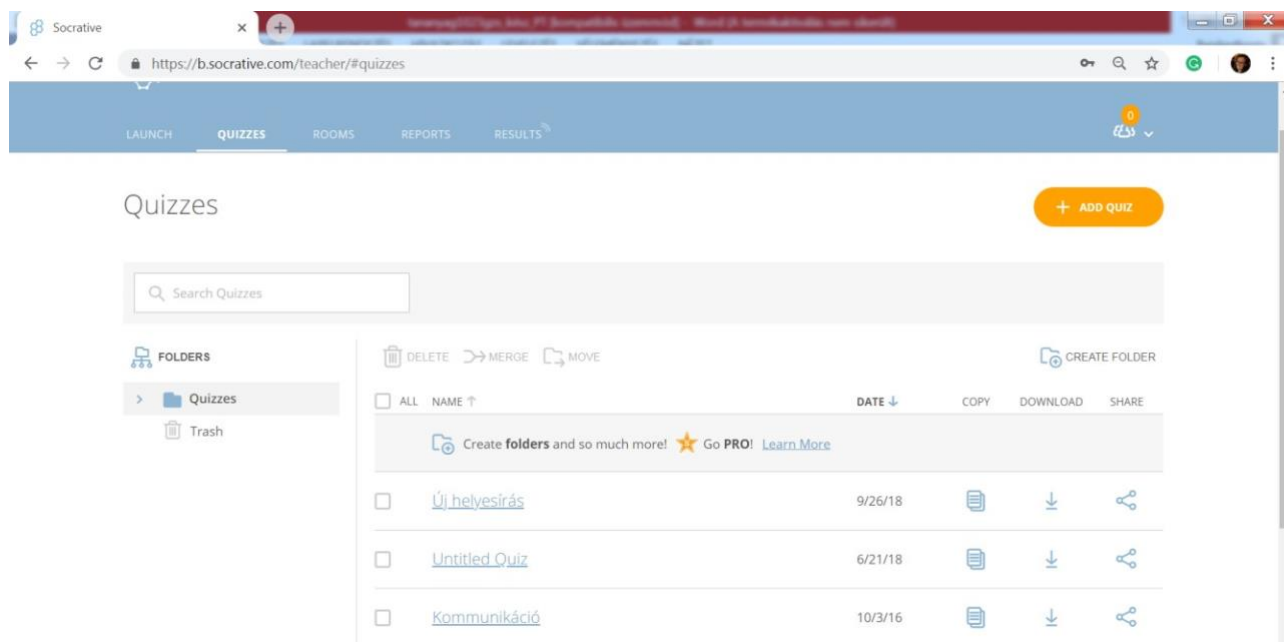 Socrative
https://b.socrative.com/teacher/#quizzes
0
LAUNCH QUIZZES ROOMS REPORTS RESULTS
Quizzes
+ ADD QUIZ
Search Quizzes
FOLDERS
DELETE MERGE MOVE
CREATE FOLDER
Quizzes
Trash
ALL NAME DATE COPY DOWNLOAD SHARE
Create folders and so much more! Go PRO! Learn More
Új helyesírás 9/26/18
Untitled Quiz 6/21/18
Kommunikáció 10/3/16